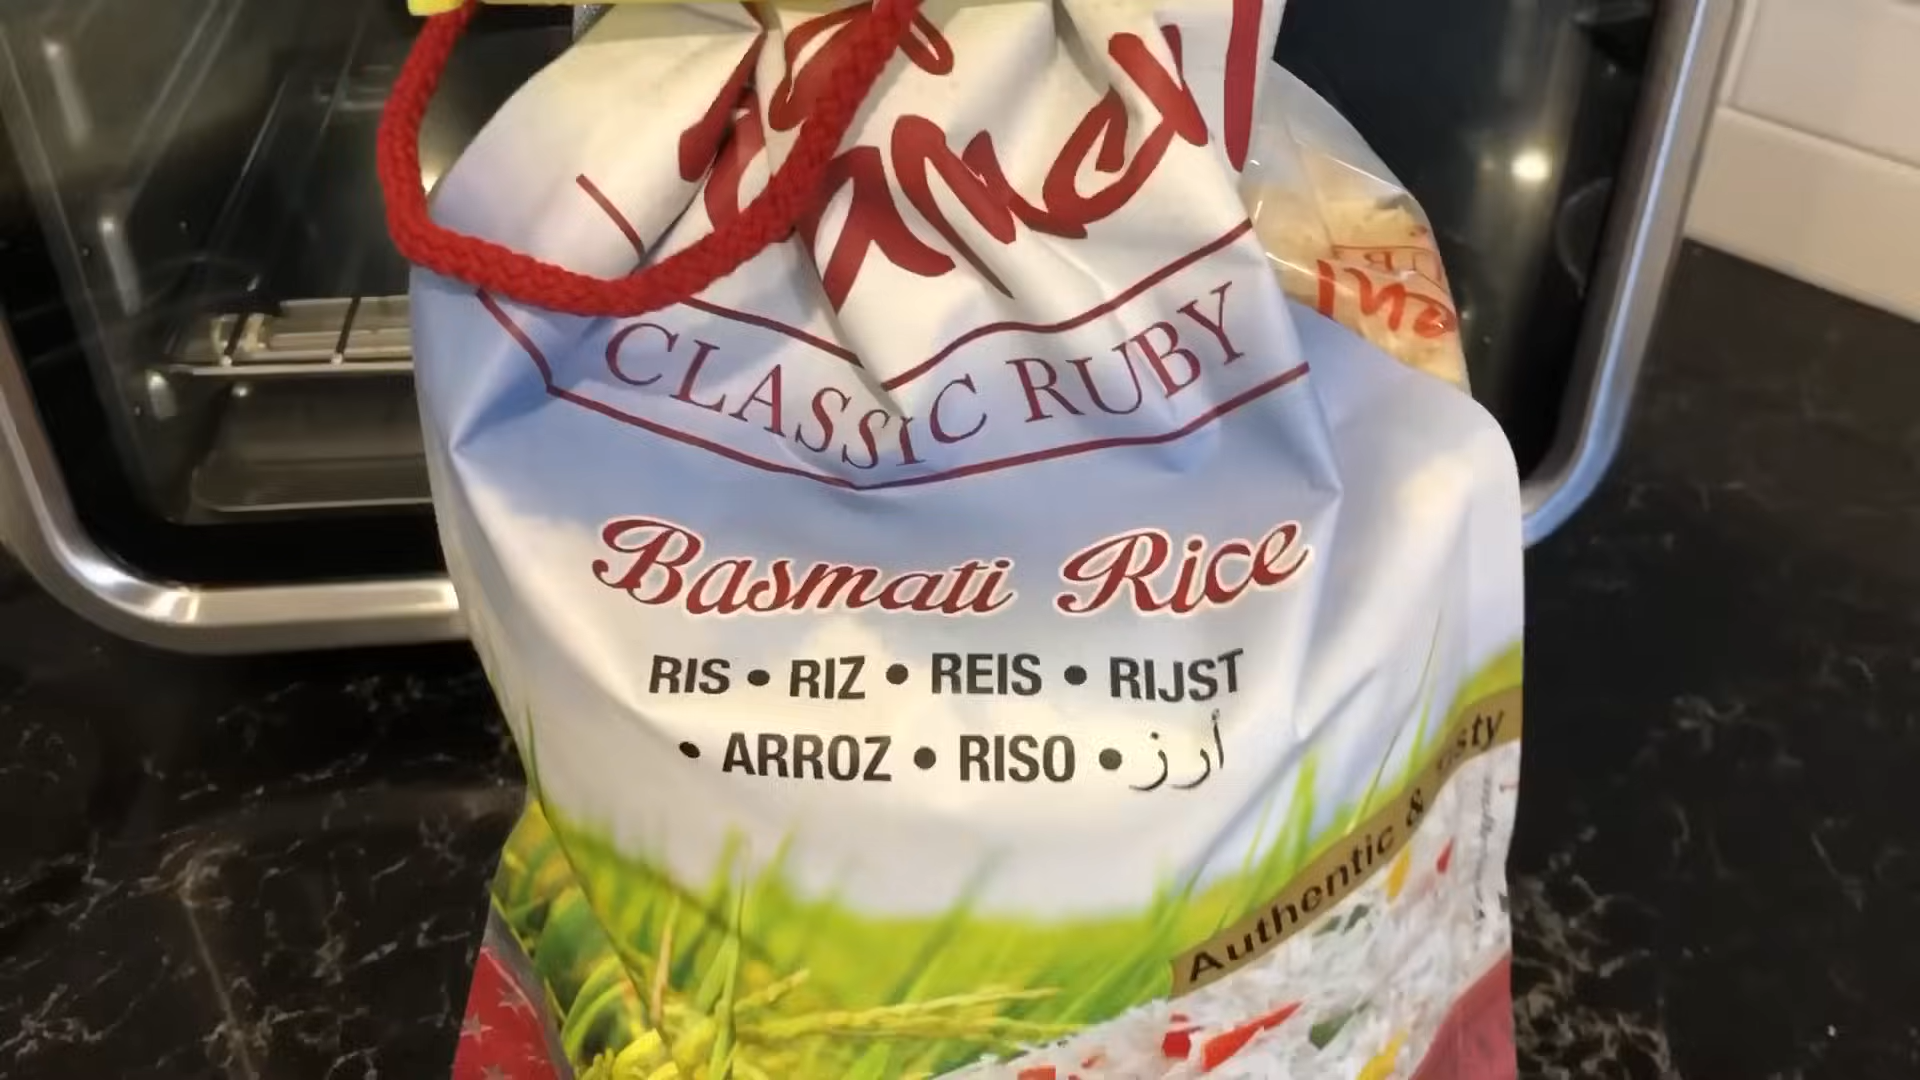 CLASSIC RUBY
Basmati Rice
RIS • RIZ • REIS • RIJST
• ARROZ • RISO • أرز
Authentic &